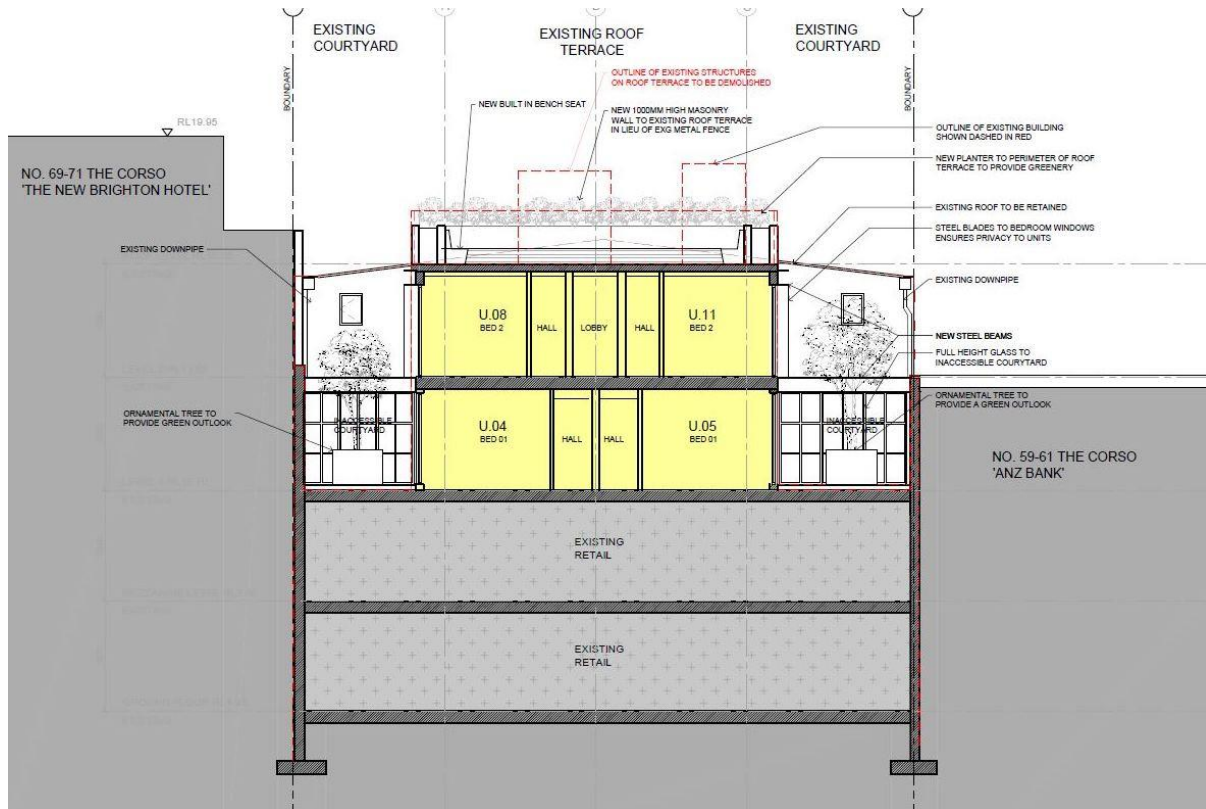 EXISTING
COURTYARD
EXISTING ROOF
TERRACE
EXISTING
COURTYARD
BOUNDARY
BOUNDARY
OUTLINE OF EXISTING STRUCTURES
ON ROOF TERRACE TO BE DEMOLISHED
NEW BUILT IN BENCH SEAT
NEW 1000MM HIGH MASONRY
WALL TO EXISTING ROOF TERRACE
IN LIEU OF EXG METAL FENCE
RL19.95
OUTLINE OF EXISTING BUILDING
SHOWN DASHED IN RED
NO. 69-71 THE CORSO
'THE NEW BRIGHTON HOTEL'
NEW PLANTER TO PERIMETER OF ROOF
TERRACE TO PROVIDE GREENERY
EXISTING ROOF TO BE RETAINED
STEEL BLADES TO BEDROOM WINDOWS
ENSURES PRIVACY TO UNITS
EXISTING DOWNPIPE
EXISTING DOWNPIPE
U.08
BED 2
HALL
LOBBY
HALL
U.11
BED 2
NEW STEEL BEAMS
FULL HEIGHT GLASS TO
INACCESSIBLE COURYTARD
ORNAMENTAL TREE TO
PROVIDE GREEN OUTLOOK
INACCESSIBLE
COURTYARD
U.04
BED 01
HALL
HALL
U.05
BED 01
INACCESSIBLE
COURTYARD
ORNAMENTAL TREE TO
PROVIDE A GREEN OUTLOOK
NO. 59-61 THE CORSO
'ANZ BANK'
EXISTING
RETAIL
EXISTING
RETAIL